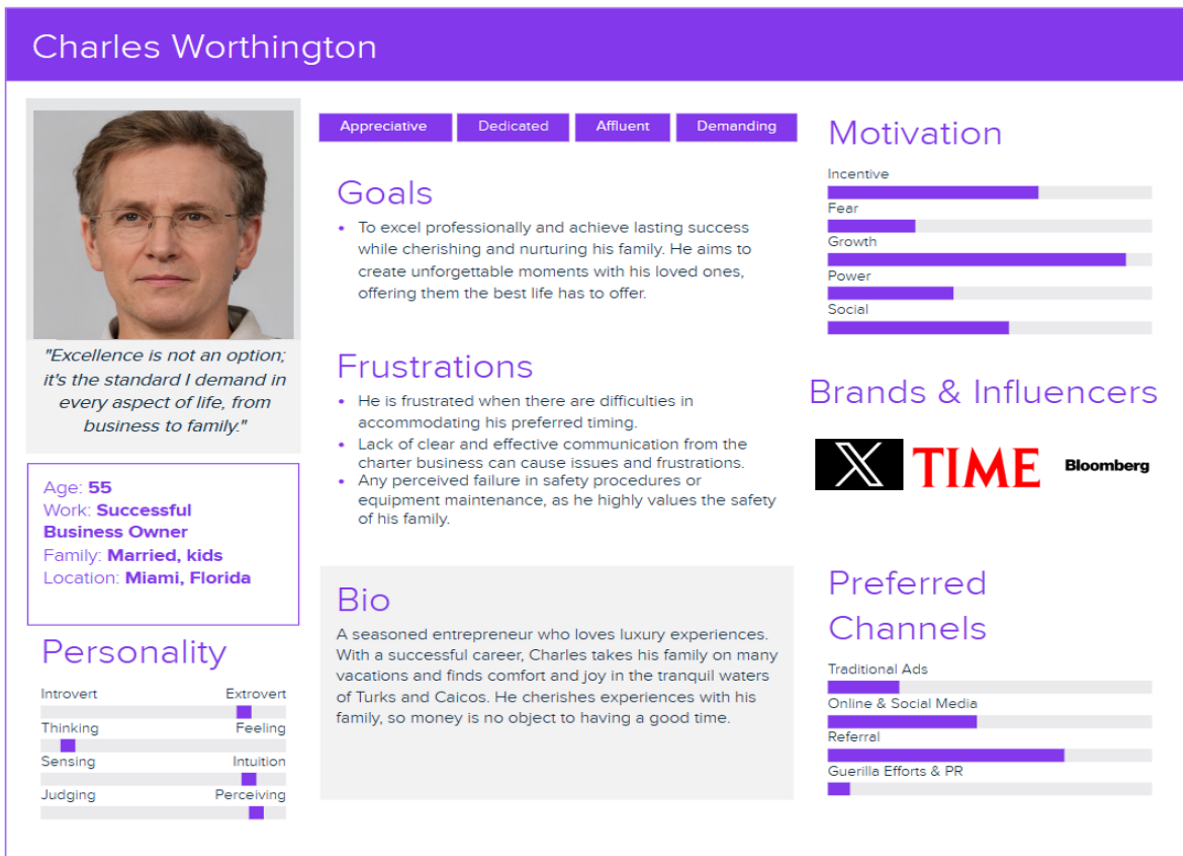 Charles Worthington
"Excellence is not an option;
it's the standard I demand in
every aspect of life, from
business to family."
Age: 55
Work: Successful
Business Owner
Family: Married, kids
Location: Miami, Florida
Personality
Introvert Extrovert
Thinking Feeling
Sensing Intuition
Judging Perceiving
Appreciative Dedicated Affluent Demanding
Goals
• To excel professionally and achieve lasting success
while cherishing and nurturing his family. He aims to
create unforgettable moments with his loved ones,
offering them the best life has to offer.
Frustrations
• He is frustrated when there are difficulties in
accommodating his preferred timing.
• Lack of clear and effective communication from the
charter business can cause issues and frustrations.
• Any perceived failure in safety procedures or
equipment maintenance, as he highly values the safety
of his family.
Bio
A seasoned entrepreneur who loves luxury experiences.
With a successful career, Charles takes his family on many
vacations and finds comfort and joy in the tranquil waters
of Turks and Caicos. He cherishes experiences with his
family, so money is no object to having a good time.
Motivation
Incentive
Fear
Growth
Power
Social
Brands & Influencers
X TIME Bloomberg
Preferred
Channels
Traditional Ads
Online & Social Media
Referral
Guerilla Efforts & PR